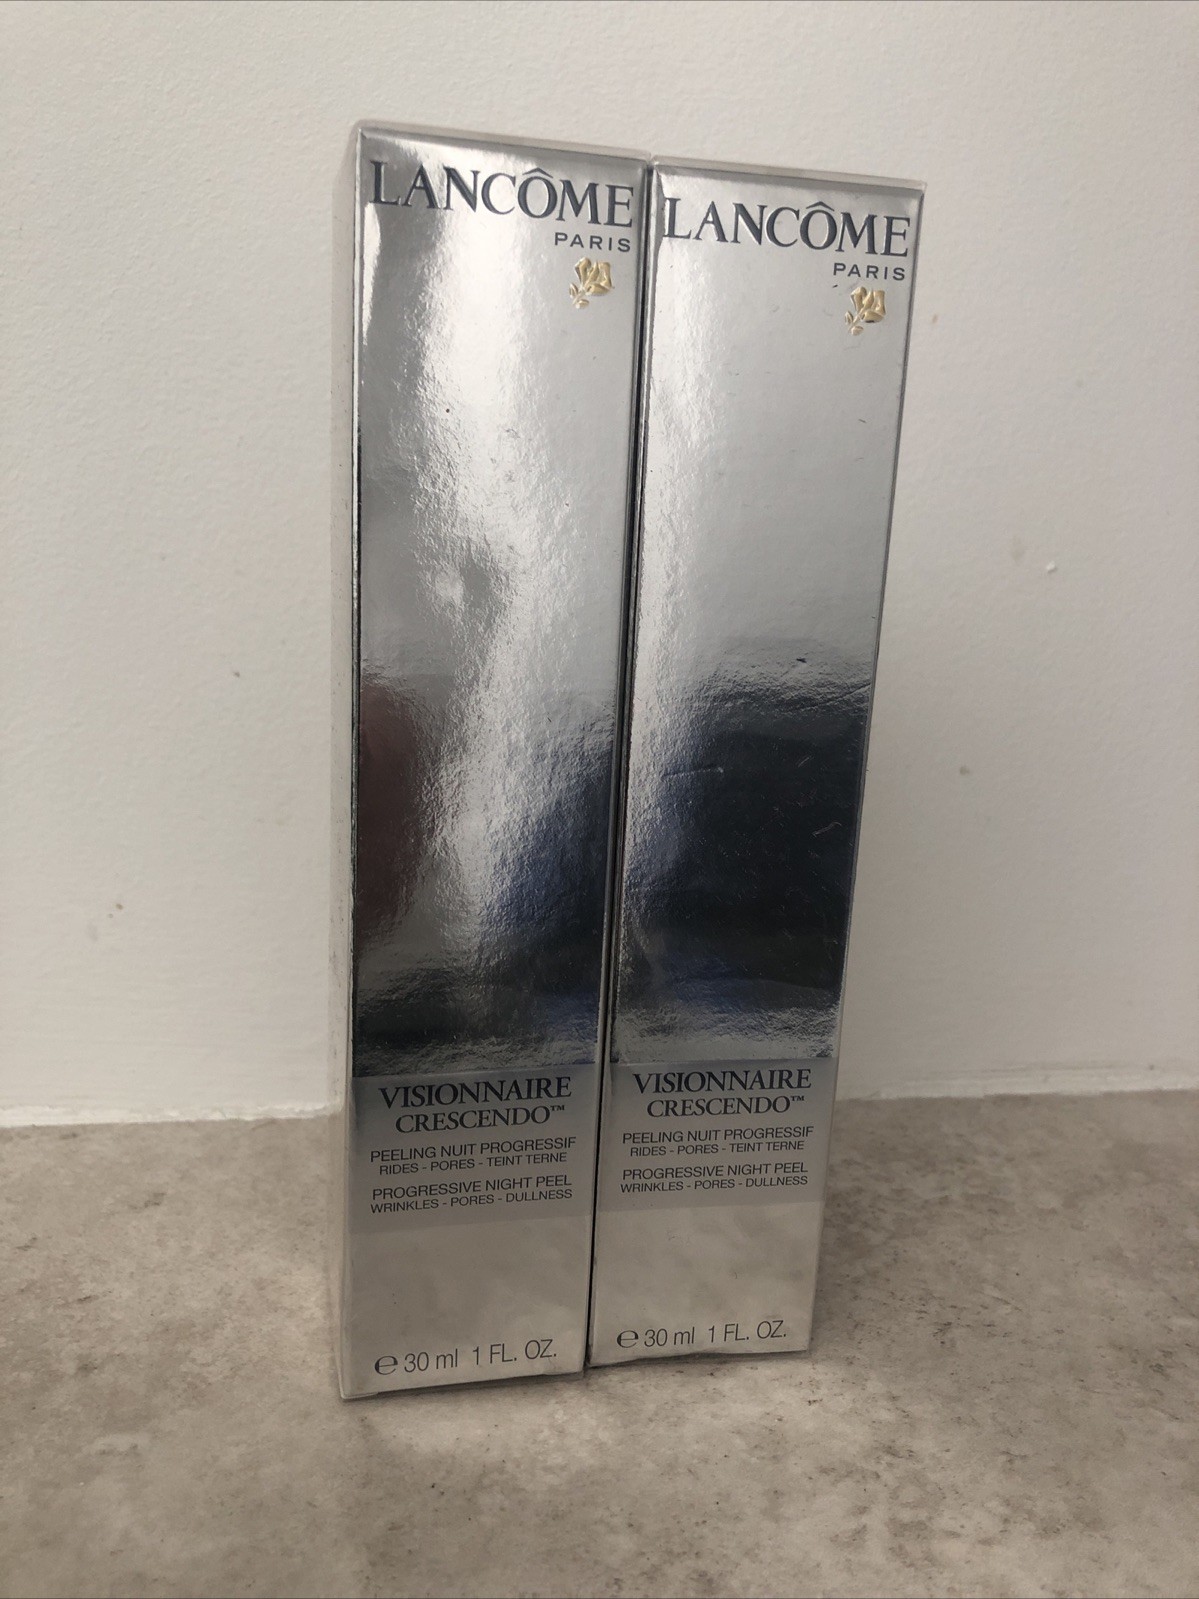 LANCÔME
PARIS
VISIONNAIRE
CRESCENDO™
PEELING NUIT PROGRESSIF
RIDES - PORES - TEINT TERNE
PROGRESSIVE NIGHT PEEL
WRINKLES - PORES - DULLNESS
℮ 30 ml 1 FL. OZ.
LANCÔME
PARIS
VISIONNAIRE
CRESCENDO™
PEELING NUIT PROGRESSIF
RIDES - PORES - TEINT TERNE
PROGRESSIVE NIGHT PEEL
WRINKLES - PORES - DULLNESS
℮ 30 ml 1 FL. OZ.